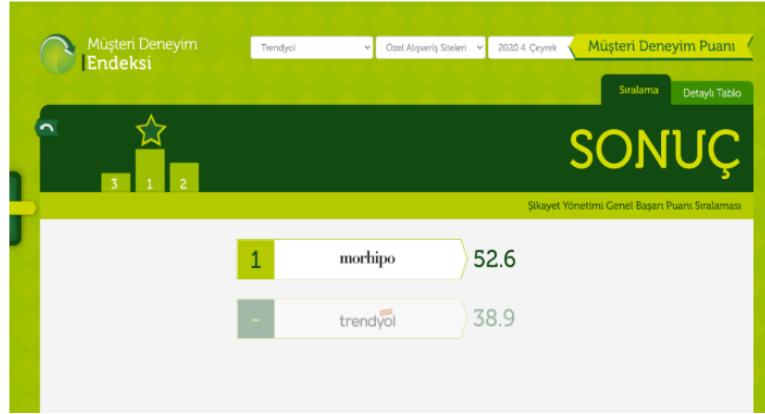 Müşteri Deneyim
Endeksi
Trendyol
Özel Alışveriş Siteleri
2020 4. Çeyrek
Müşteri Deneyim Puanı
Sıralama
Detaylı Tablo
SONUÇ
3 1 2
Şikayet Yönetimi Genel Başarı Puanı Sıralaması
1 morhipo 52.6
- trendyol 38.9